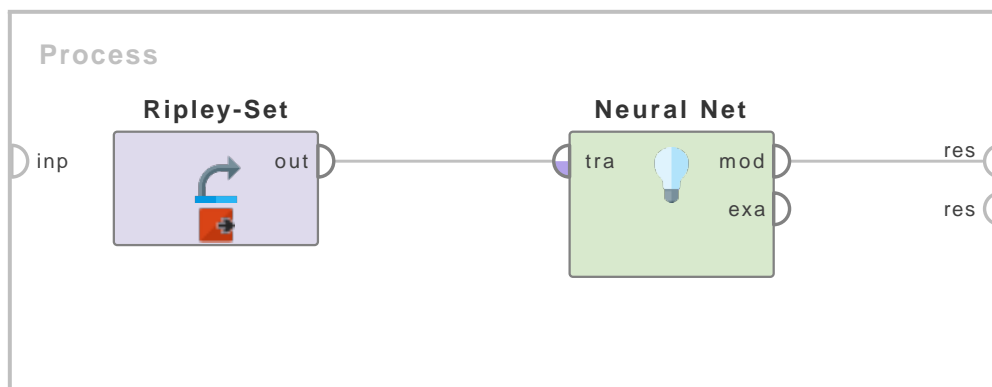 Process
Ripley-Set
Neural Net
inp
out
tra
mod
res
exa
res